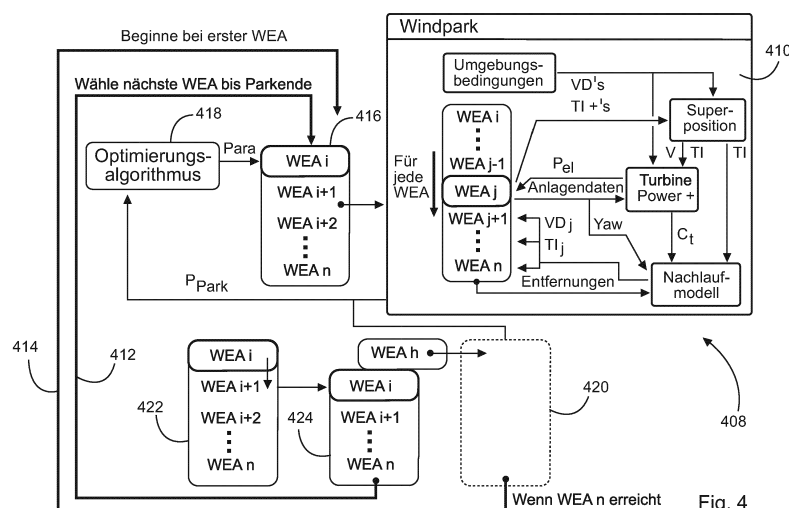 Beginne bei erster WEA
Wähle nächste WEA bis Parkende
418
416
Optimierungs-
algorithmus
Para
WEA i
WEA i+1
WEA i+2
WEA n
P Park
Windpark
410
Umgebungs-
bedingungen
VD's
TI +'s
Super-
position
V
TI
TI
Für
jede
WEA
WEA i
WEA j-1
WEA j
WEA j+1
WEA n
Pel
Anlagendaten
Turbine
Power +
VD j
TI j
Yaw
Ct
Entfernungen
Nachlauf-
modell
414
412
WEA i
WEA i+1
WEA i+2
WEA n
422
WEA h
WEA i
WEA i+1
WEA n
424
420
408
Wenn WEA n erreicht
Fig. 4